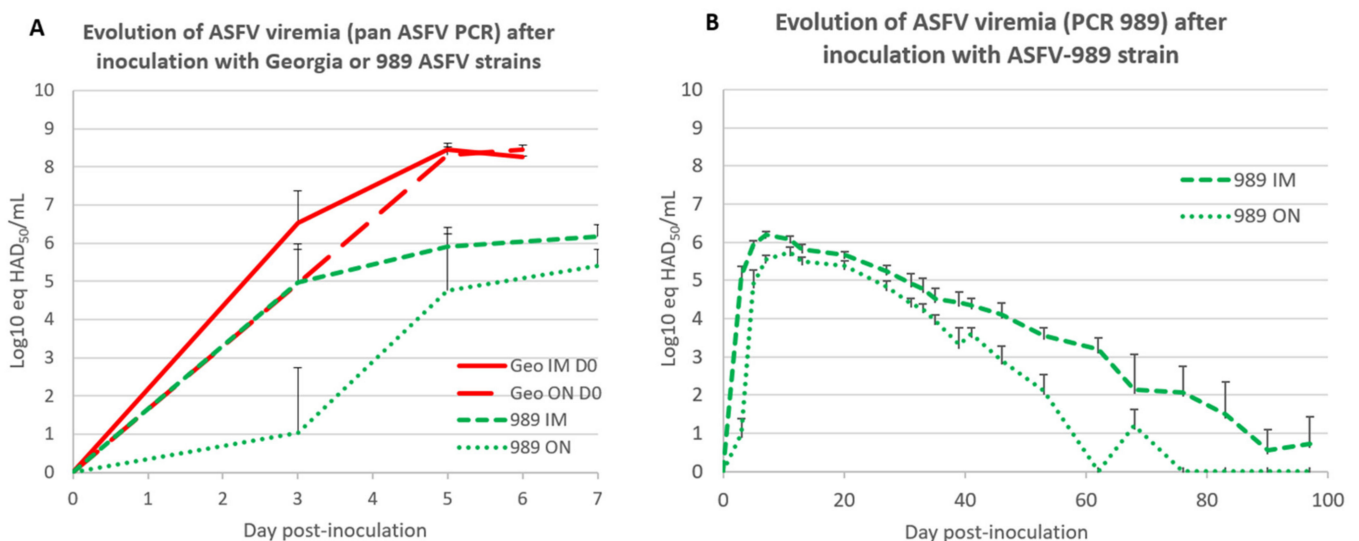 A
Evolution of ASFV viremia (pan ASFV PCR) after
inoculation with Georgia or 989 ASFV strains
10
9
8
7
6
5
4
3
2
1
0
Log10 eq HAD50/mL
Geo IM D0
Geo ON D0
989 IM
989 ON
0 1 2 3 4 5 6 7
Day post-inoculation
B
Evolution of ASFV viremia (PCR 989) after
inoculation with ASFV-989 strain
10
9
8
7
6
5
4
3
2
1
0
Log10 eq HAD50/mL
989 IM
989 ON
0 20 40 60 80 100
Day post-inoculation